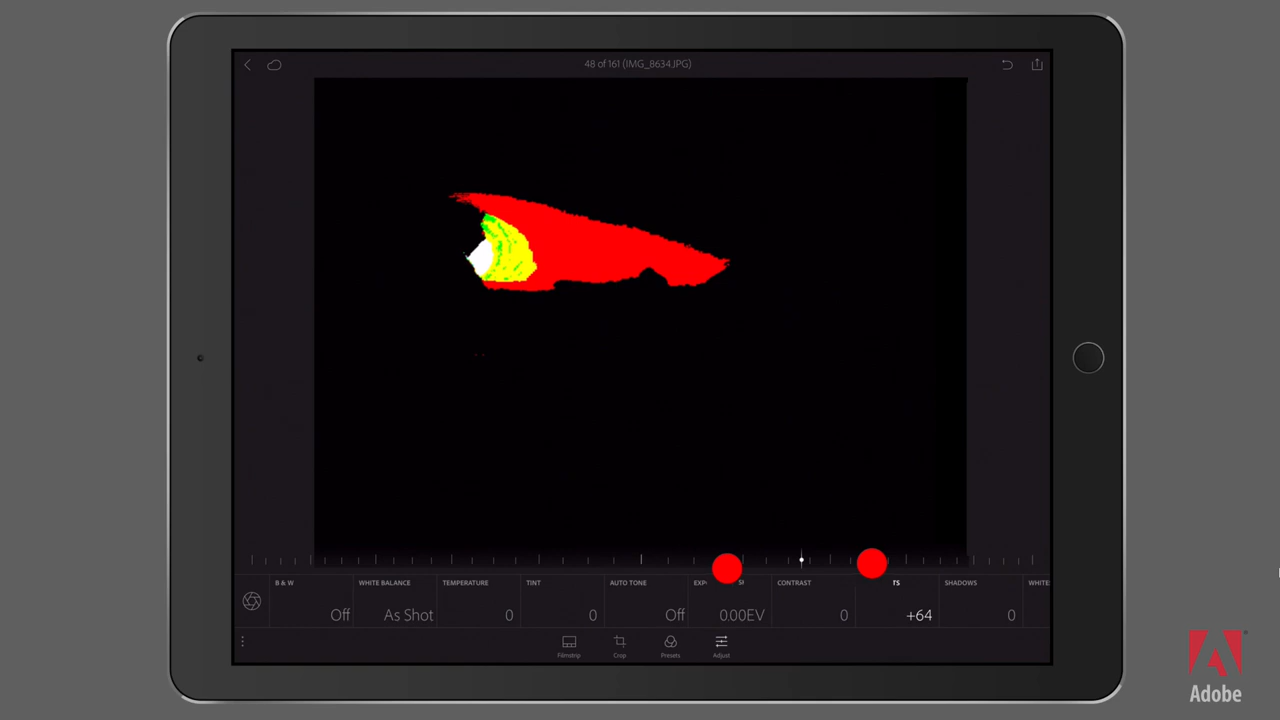 48 of 161 (IMG_8634.JPG)
B & W
WHITE BALANCE
TEMPERATURE
TINT
AUTO TONE
CONTRAST
TS
SHADOWS
Off
As Shot
0
0
Off
0.00EV
0
+64
0
Filmstrip
Crop
Presets
Adjust
Adobe